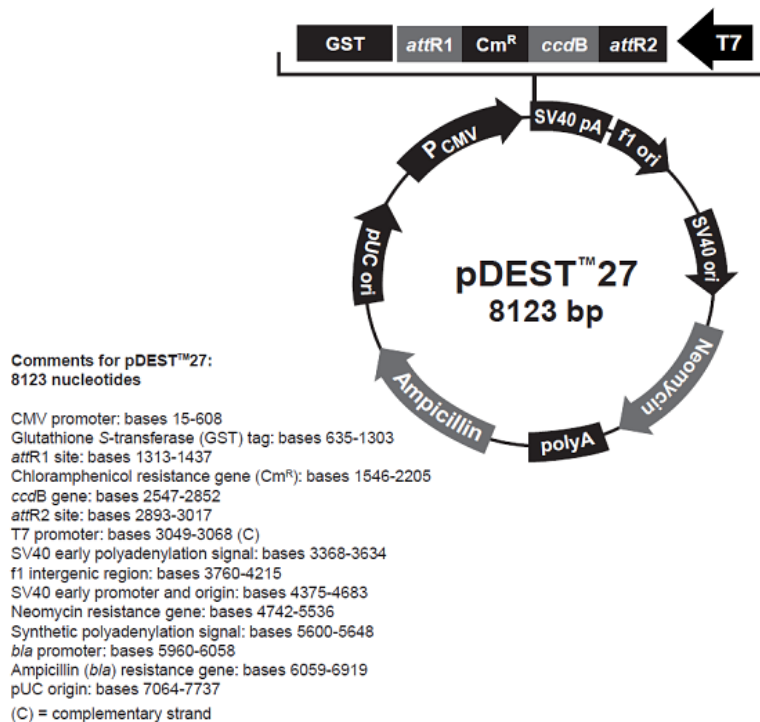 GST attR1 CmR ccdB attR2 T7
PCMV
SV40 pA
f1 ori
pUC ori
SV40 ori
pDEST™27
8123 bp
Neomycin
Ampicillin
polyA
Comments for pDEST™27:
8123 nucleotides
CMV promoter: bases 15-608
Glutathione S-transferase (GST) tag: bases 635-1303
attR1 site: bases 1313-1437
Chloramphenicol resistance gene (CmR): bases 1546-2205
ccdB gene: bases 2547-2852
attR2 site: bases 2893-3017
T7 promoter: bases 3049-3068 (C)
SV40 early polyadenylation signal: bases 3368-3634
f1 intergenic region: bases 3760-4215
SV40 early promoter and origin: bases 4375-4683
Neomycin resistance gene: bases 4742-5536
Synthetic polyadenylation signal: bases 5600-5648
bla promoter: bases 5960-6058
Ampicillin (bla) resistance gene: bases 6059-6919
pUC origin: bases 7064-7737
(C) = complementary strand